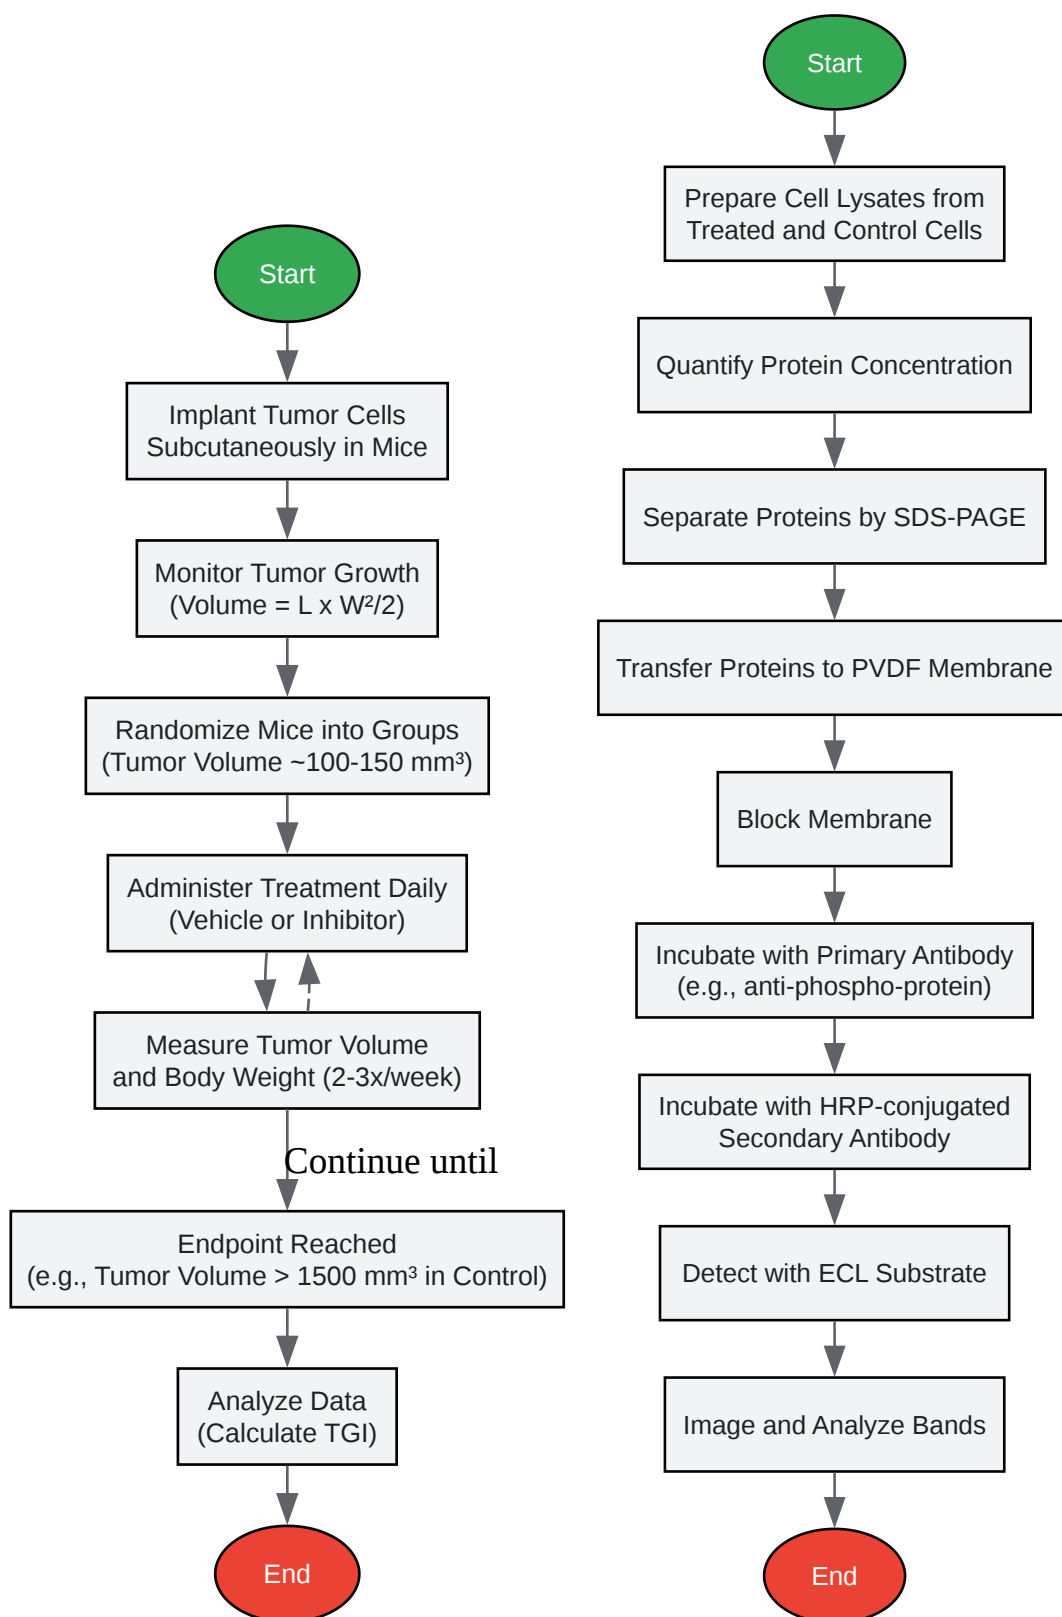 Start
Implant Tumor Cells
Subcutaneously in Mice
Monitor Tumor Growth
(Volume = L x W²/2)
Randomize Mice into Groups
(Tumor Volume ~100-150 mm³)
Administer Treatment Daily
(Vehicle or Inhibitor)
Measure Tumor Volume
and Body Weight (2-3x/week)
Continue until
Endpoint Reached
(e.g., Tumor Volume > 1500 mm³ in Control)
Analyze Data
(Calculate TGI)
End
Start
Prepare Cell Lysates from
Treated and Control Cells
Quantify Protein Concentration
Separate Proteins by SDS-PAGE
Transfer Proteins to PVDF Membrane
Block Membrane
Incubate with Primary Antibody
(e.g., anti-phospho-protein)
Incubate with HRP-conjugated
Secondary Antibody
Detect with ECL Substrate
Image and Analyze Bands
End